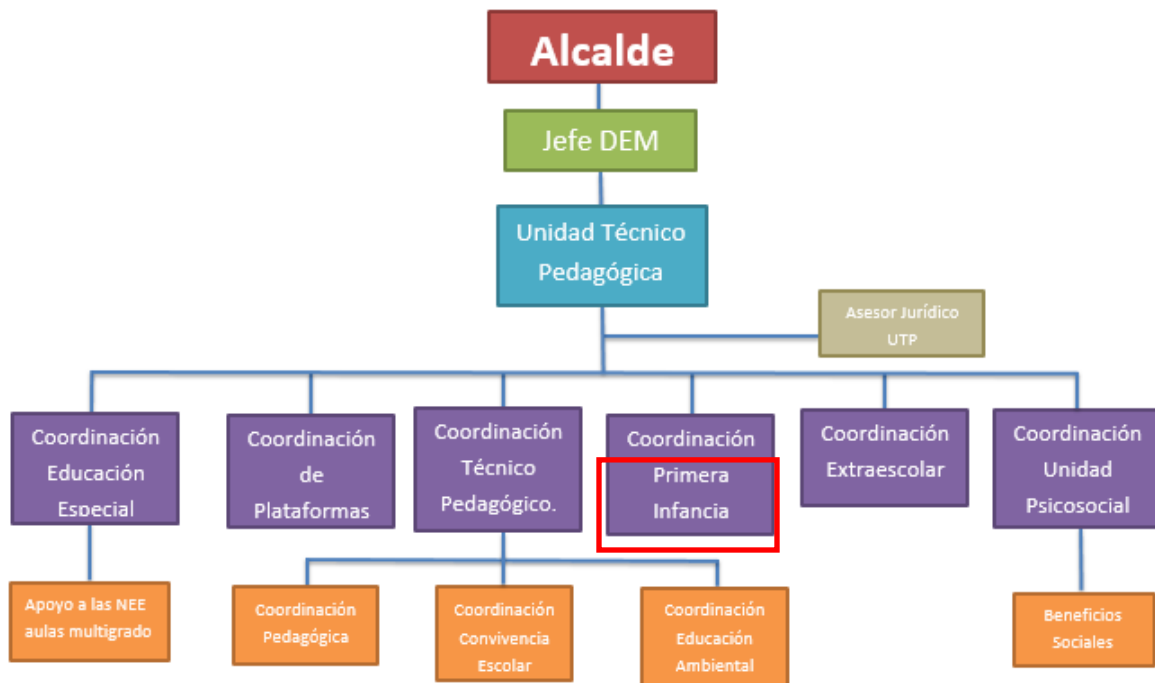 Alcalde
Jefe DEM
Unidad Técnico
Pedagógica
Asesor Jurídico
UTP
Coordinación
Educación
Especial
Coordinación
de
Plataformas
Coordinación
Técnico
Pedagógico.
Coordinación
Primera
Infancia
Coordinación
Extraescolar
Coordinación
Unidad
Psicosocial
Apoyo a las NEE
aulas multigrado
Coordinación
Pedagógica
Coordinación
Convivencia
Escolar
Coordinación
Educación
Ambiental
Beneficios
Sociales